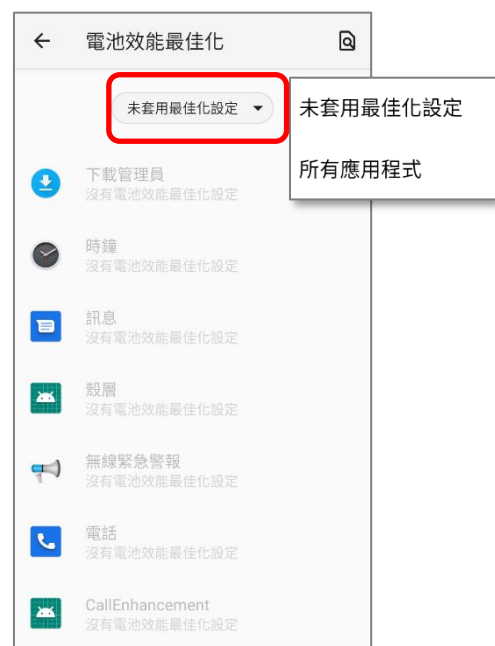 電池效能最佳化
未套用最佳化設定
未套用最佳化設定
所有應用程式
下載管理員
沒有電池效能最佳化設定
時鐘
沒有電池效能最佳化設定
訊息
沒有電池效能最佳化設定
殼層
沒有電池效能最佳化設定
無線緊急警報
沒有電池效能最佳化設定
電話
沒有電池效能最佳化設定
CallEnhancement
沒有電池效能最佳化設定